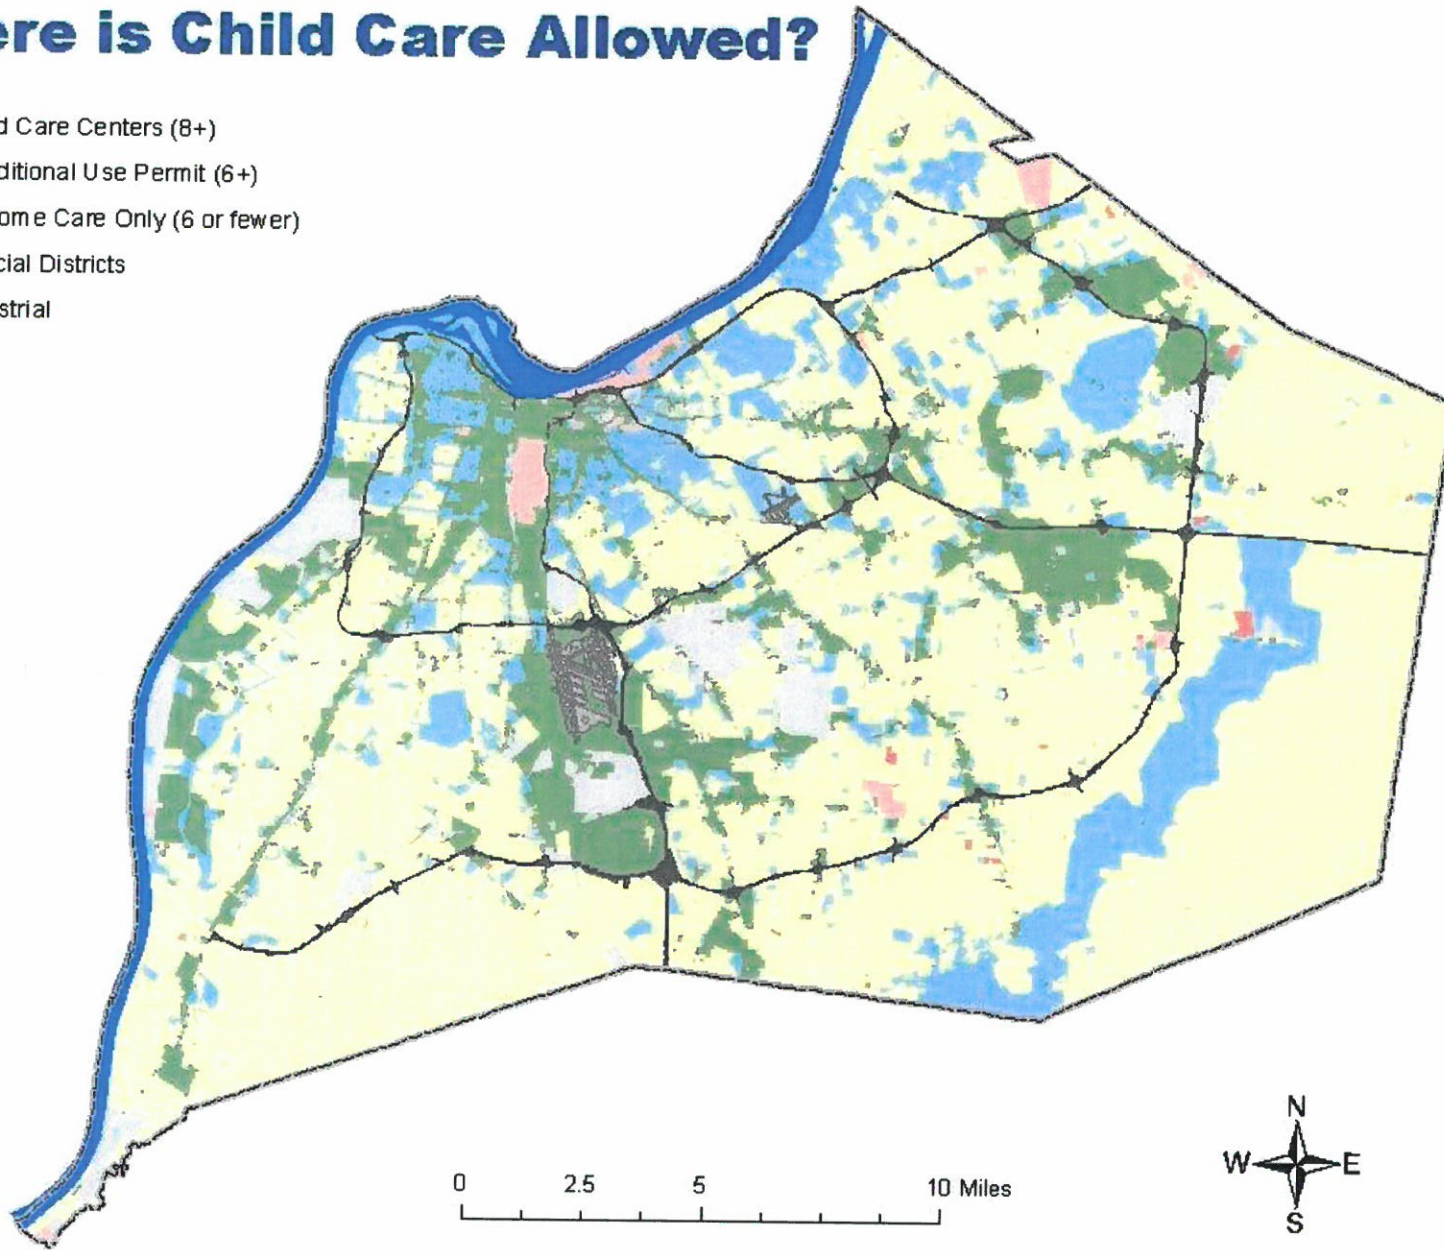 ere is Child Care Allowed?
d Care Centers (8+)
ditional Use Permit (6+)
ome Care Only (6 or fewer)
cial Districts
strial
0 2.5 5 10 Miles
N
W E
S